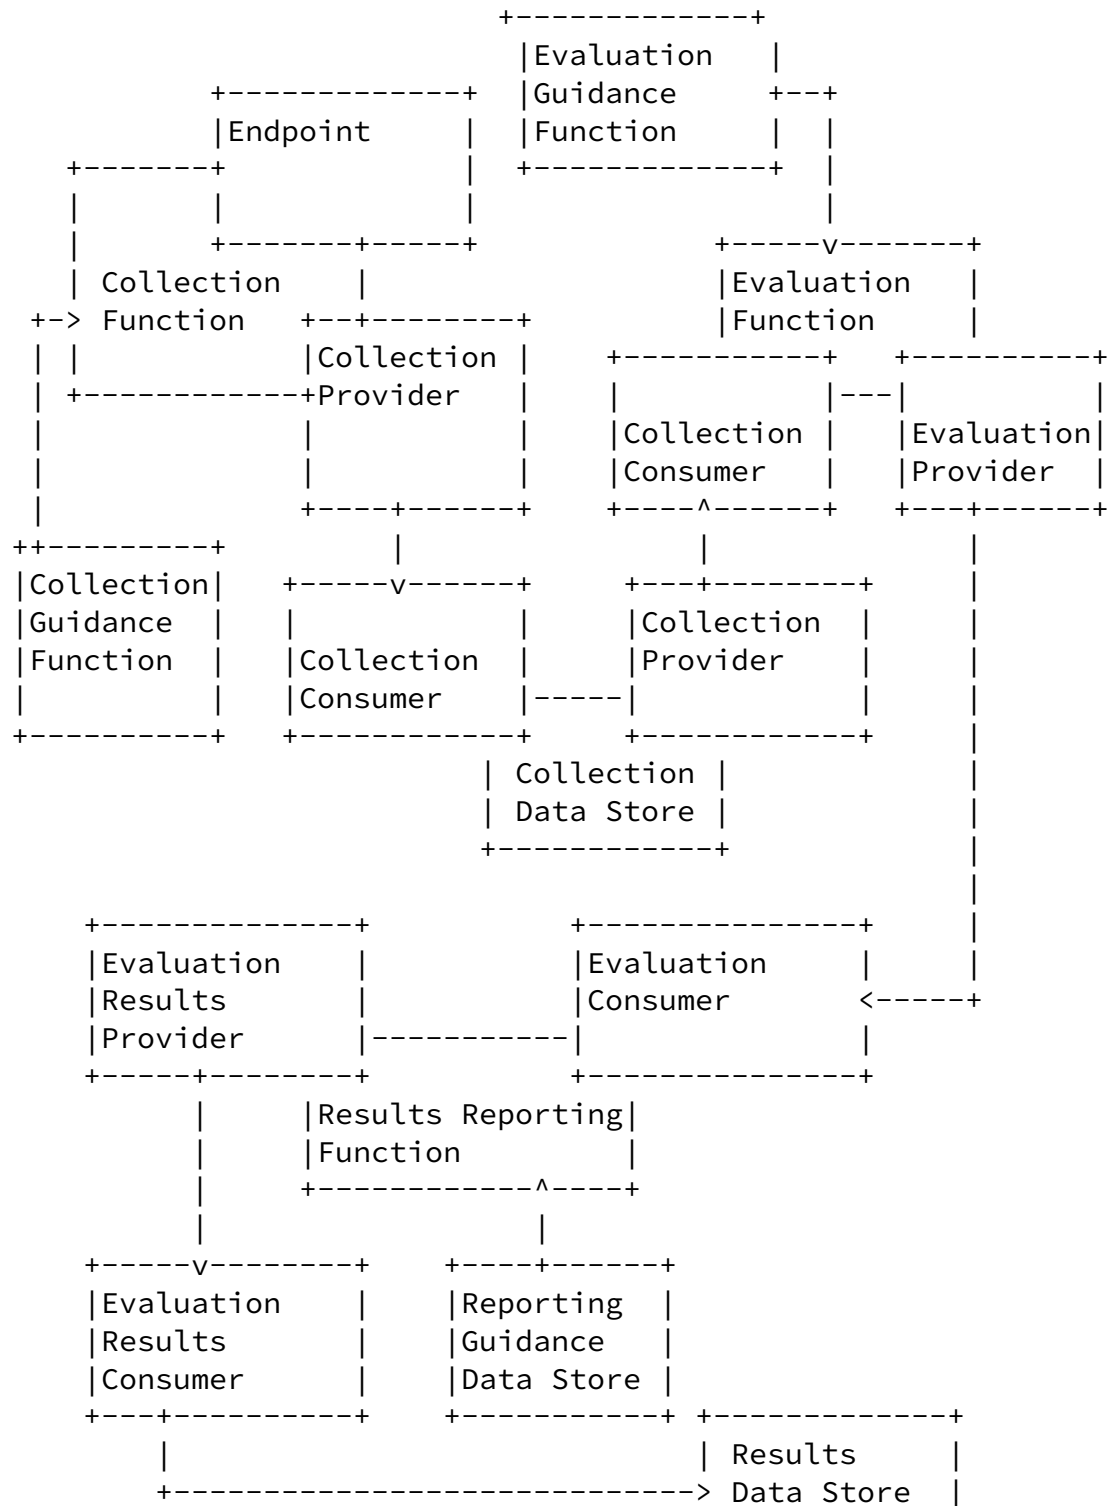 Evaluation
Guidance
Function
Endpoint
Collection
Function
Evaluation
Function
Collection
Provider
Collection
Consumer
Evaluation
Provider
Collection
Guidance
Function
Collection
Consumer
Collection
Provider
Collection
Data Store
Evaluation
Results
Provider
Evaluation
Consumer
Results Reporting
Function
Evaluation
Results
Consumer
Reporting
Guidance
Data Store
Results
Data Store